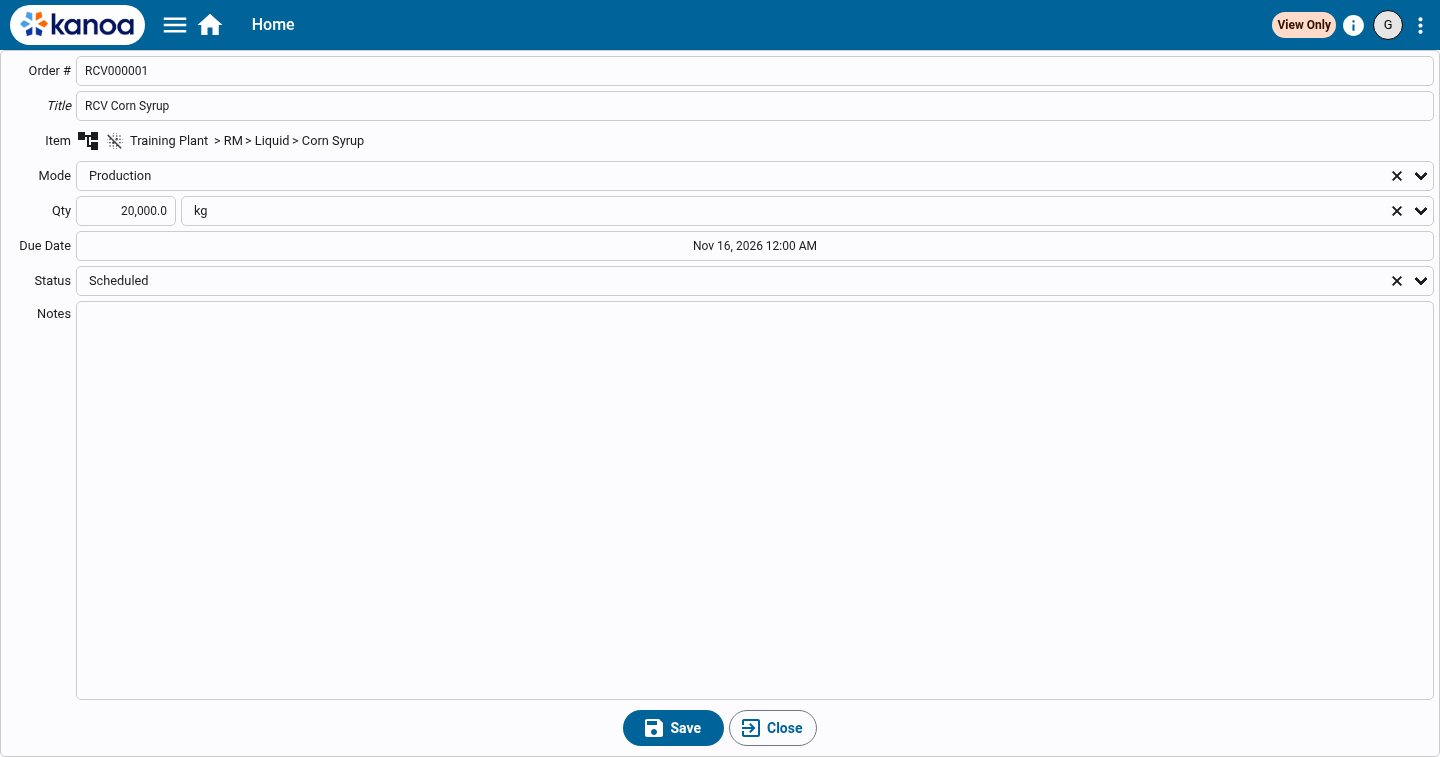 kanoa Home View Only G
Order # RCV000001
Title RCV Corn Syrup
Item Training Plant > RM > Liquid > Corn Syrup
Mode Production
Qty 20,000.0 kg
Due Date Nov 16, 2026 12:00 AM
Status Scheduled
Notes
Save Close